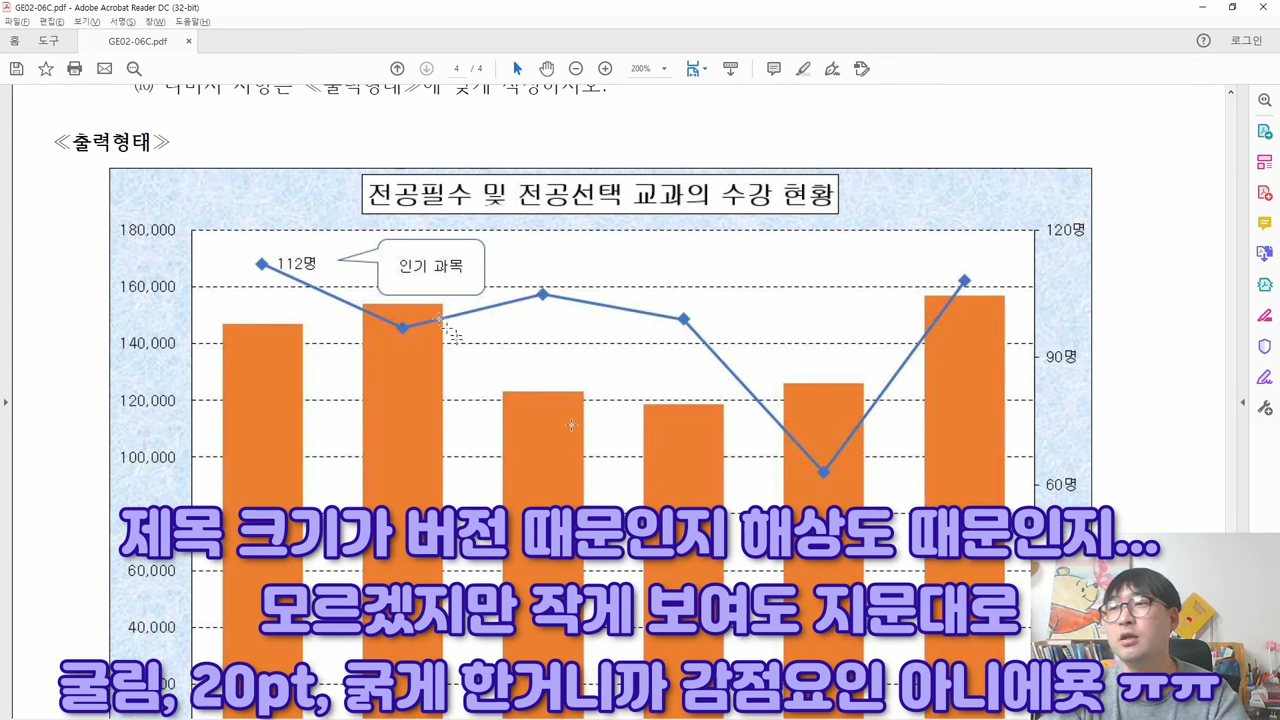 GE02-06C.pdf - Adobe Acrobat Reader DC (32-bit)
파일(F) 편집(E) 보기(V) 서명(S) 창(W) 도움말(H)
홈 도구 GE02-06C.pdf × 로그인
4 / 4 200%
≪출력형태≫
전공필수 및 전공선택 교과의 수강 현황
180,000 120명
112명 인기 과목
160,000
140,000
90명
120,000
100,000
60명
제목 크기가 버전 때문인지 해상도 때문인지...
60,000
모르겠지만 작게 보여도 지문대로
40,000
굴림, 20pt, 굵게 한거니까 감점요인 아니에욧 ㅠㅠ